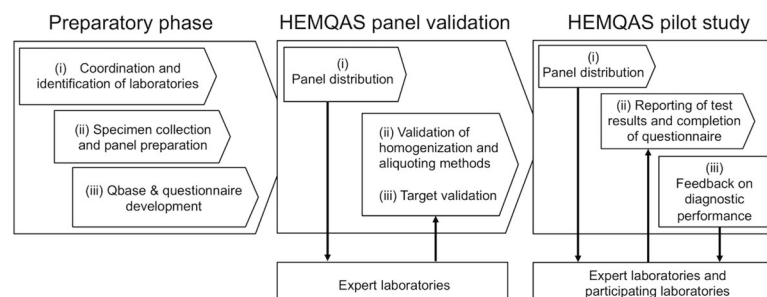 Preparatory phase
(i) Coordination and
identification of laboratories
(ii) Specimen collection
and panel preparation
(iii) Qbase & questionnaire
development
HEMQAS panel validation
(i)
Panel distribution
(ii) Validation of
homogenization and
aliquoting methods
(iii) Target validation
Expert laboratories
HEMQAS pilot study
(i)
Panel distribution
(ii) Reporting of test
results and completion
of questionnaire
(iii)
Feedback on
diagnostic
performance
Expert laboratories and
participating laboratories